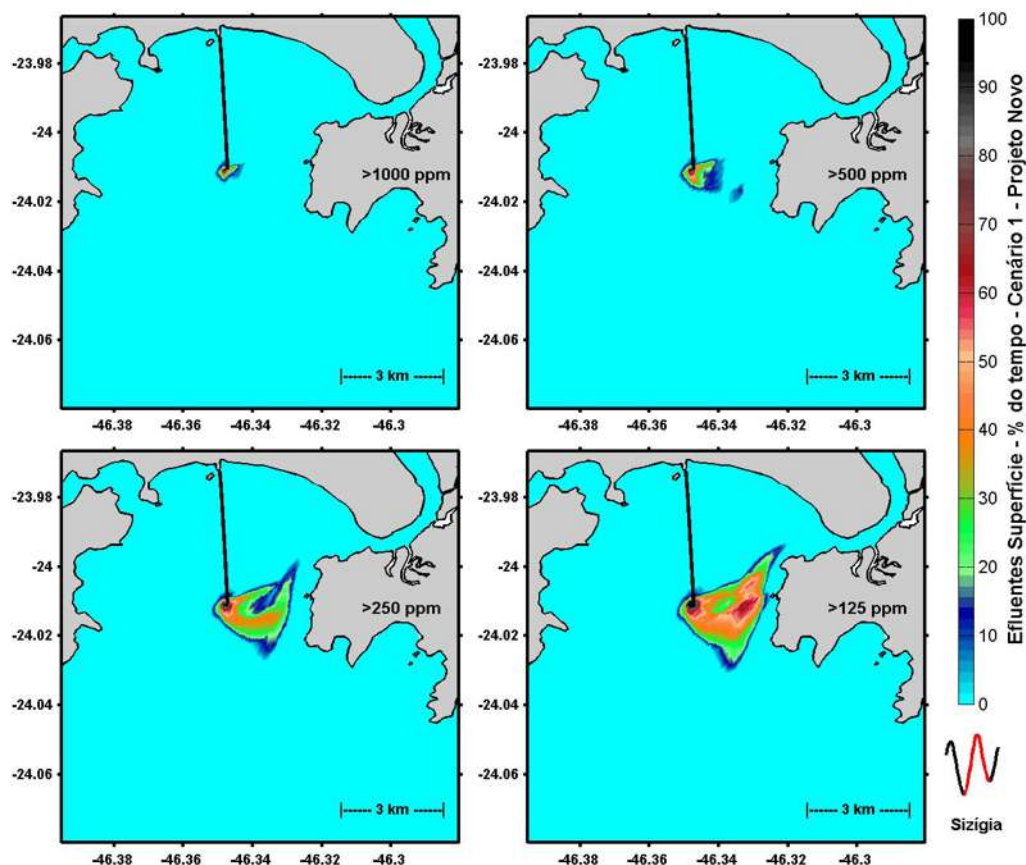 -23.98
-24
-24.02
-24.04
-24.06
>1000 ppm
|------ 3 km ------|
-46.38 -46.36 -46.34 -46.32 -46.3
>500 ppm
|------ 3 km ------|
-46.38 -46.36 -46.34 -46.32 -46.3
-23.98
-24
-24.02
-24.04
-24.06
>250 ppm
|------ 3 km ------|
-46.38 -46.36 -46.34 -46.32 -46.3
-23.98
-24
-24.02
-24.04
-24.06
>125 ppm
|------ 3 km ------|
-46.38 -46.36 -46.34 -46.32 -46.3
-23.98
-24
-24.02
-24.04
-24.06
100
90
80
70
60
50
40
30
20
10
0
Efluentes Superfície - % do tempo - Cenário 1 - Projeto Novo
Sizígia